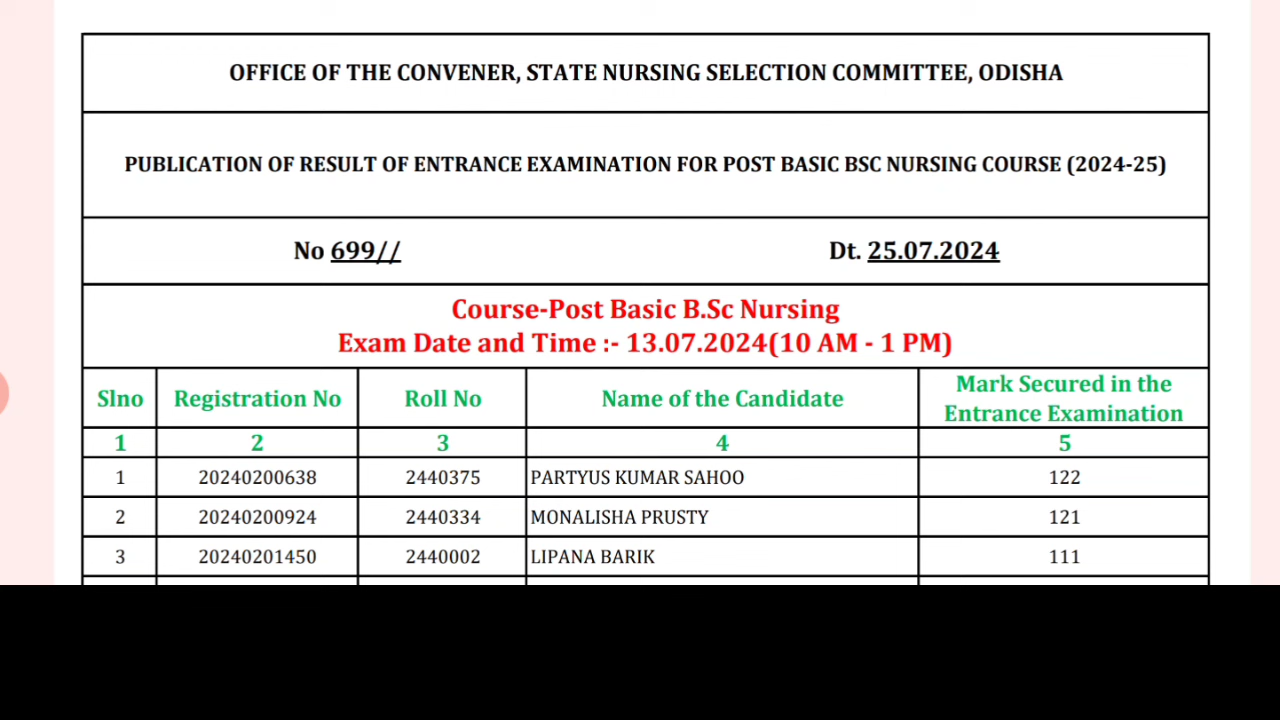 OFFICE OF THE CONVENER, STATE NURSING SELECTION COMMITTEE, ODISHA
PUBLICATION OF RESULT OF ENTRANCE EXAMINATION FOR POST BASIC BSC NURSING COURSE (2024-25)
No 699// Dt. 25.07.2024
Course-Post Basic B.Sc Nursing
Exam Date and Time :- 13.07.2024(10 AM - 1 PM)
Slno Registration No Roll No Name of the Candidate Mark Secured in the Entrance Examination
1 2 3 4 5
1 20240200638 2440375 PARTYUS KUMAR SAHOO 122
2 20240200924 2440334 MONALISHA PRUSTY 121
3 20240201450 2440002 LIPANA BARIK 111